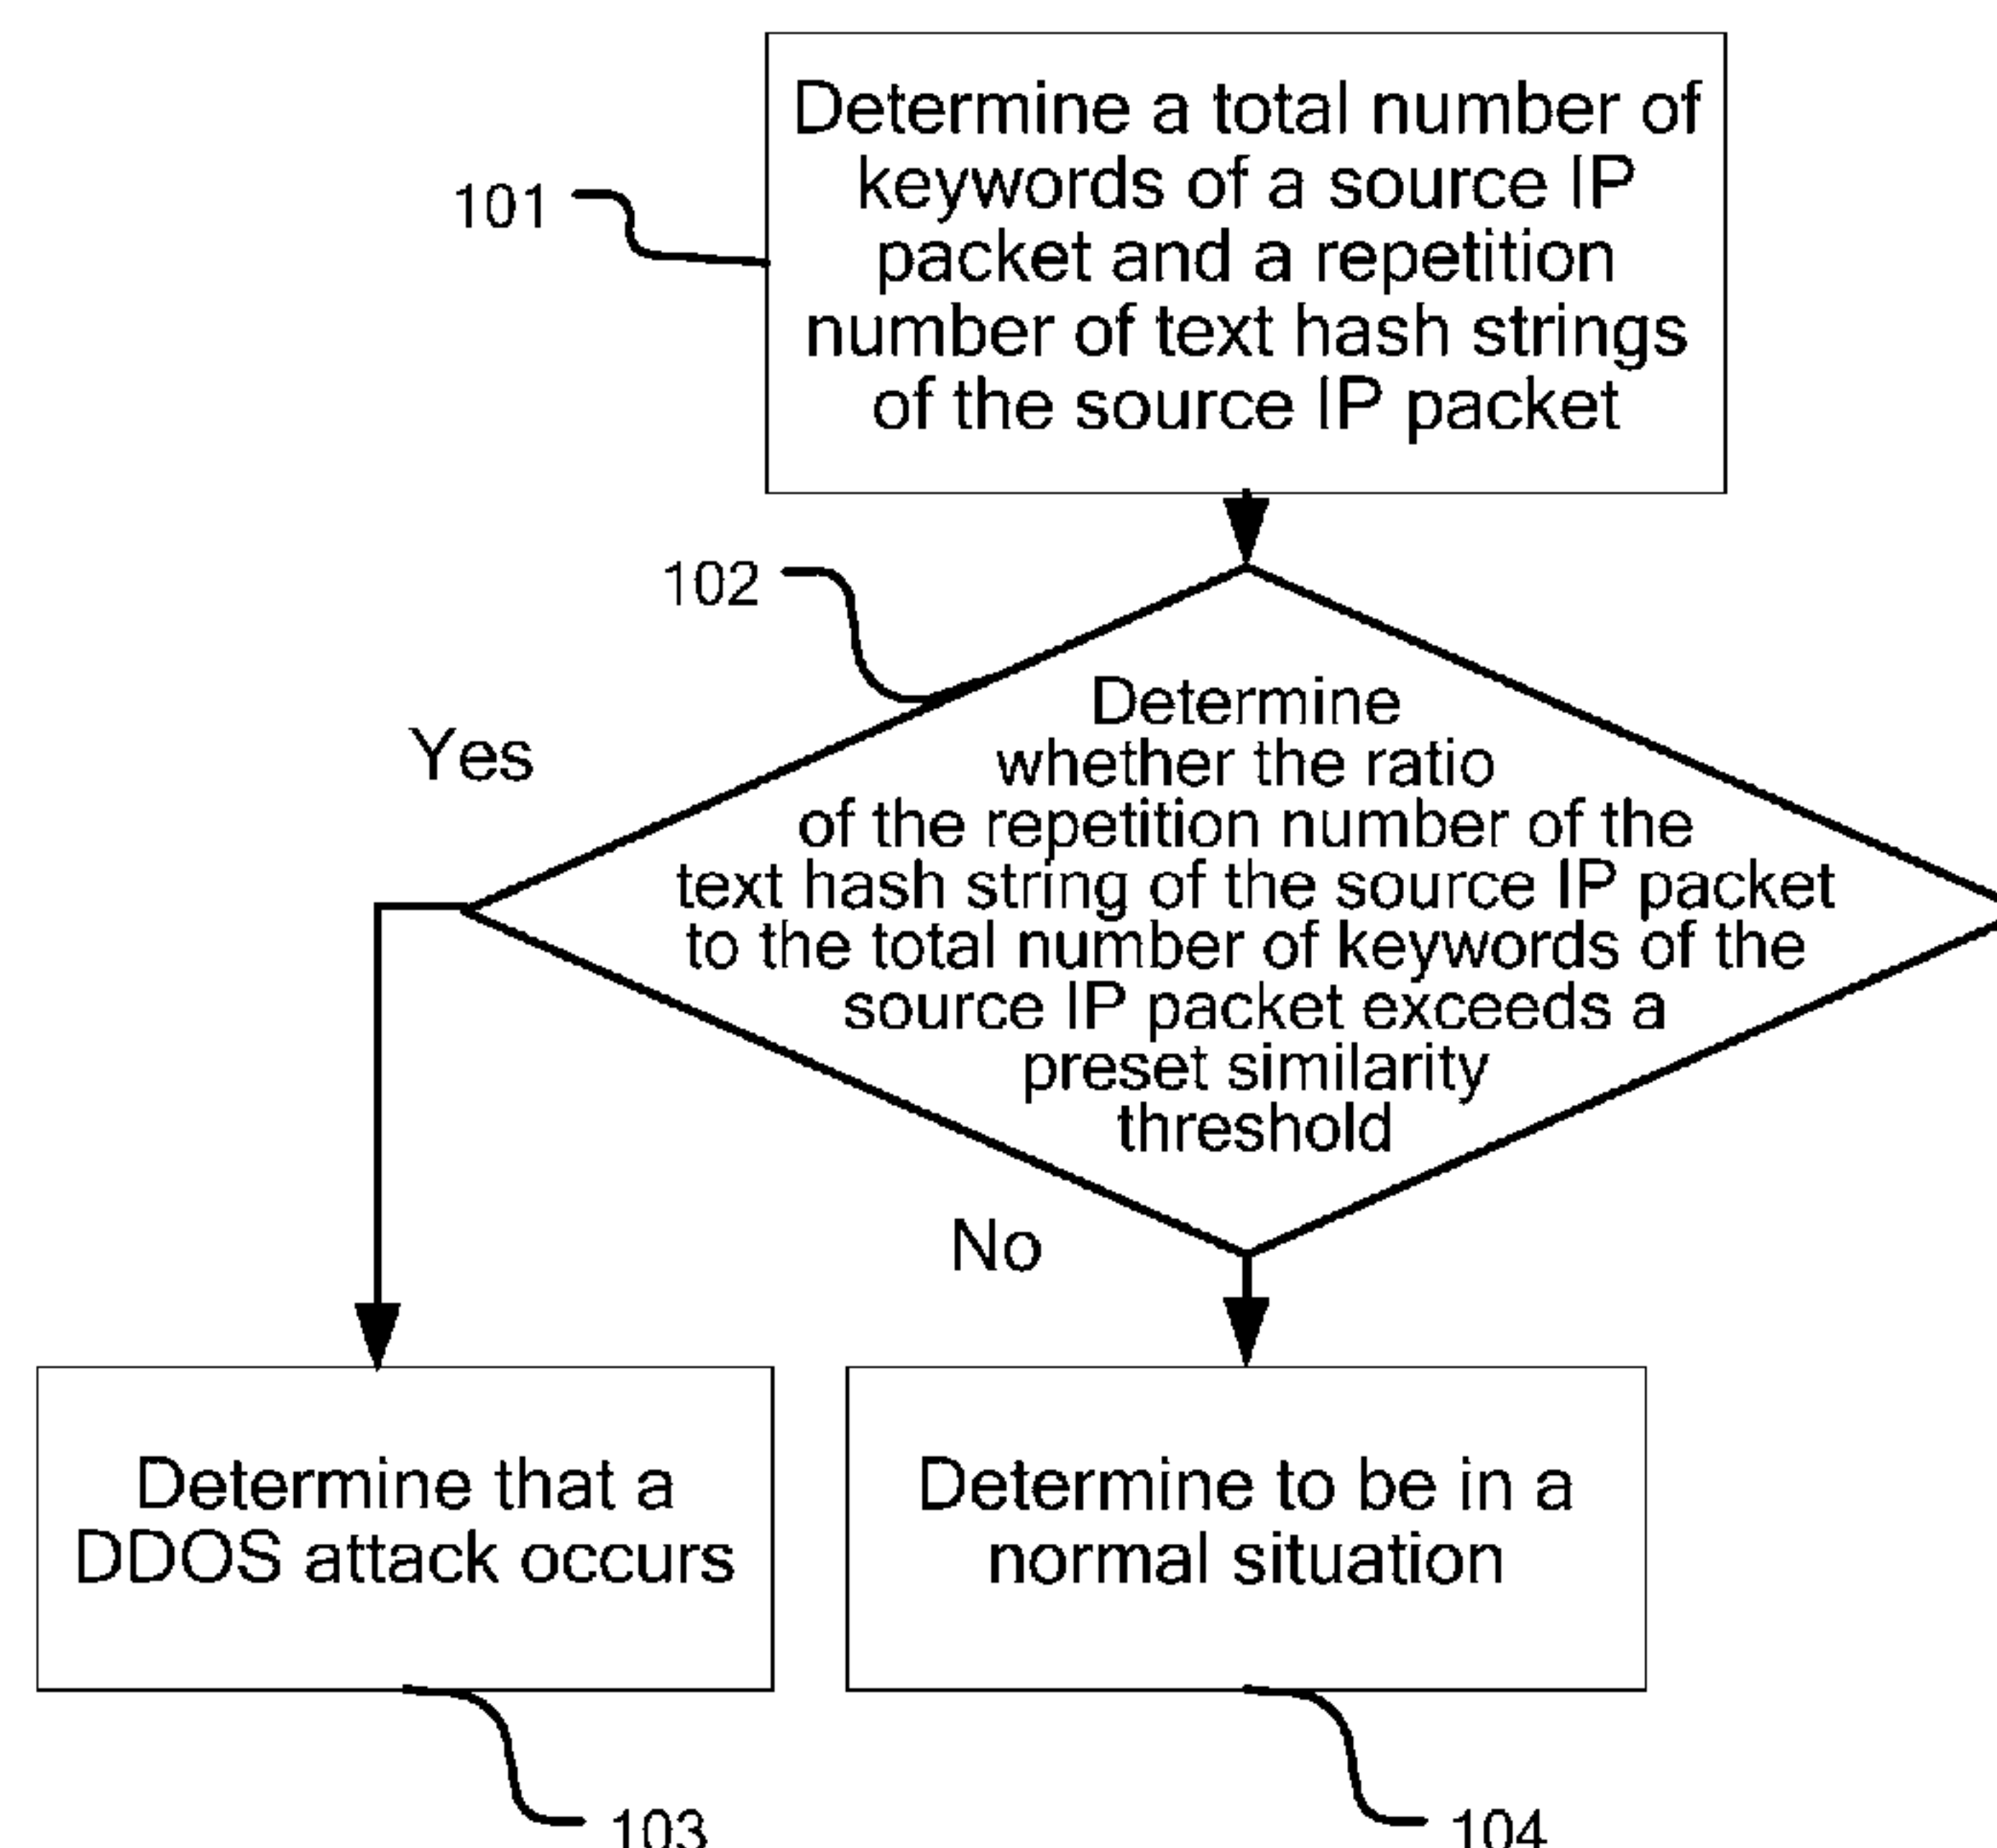 Determine a total number of
keywords of a source IP
packet and a repetition
number of text hash strings
of the source IP packet
101
102
Determine
whether the ratio
of the repetition number of the
text hash string of the source IP packet
to the total number of keywords of the
source IP packet exceeds a
preset similarity
threshold
Yes
No
Determine that a
DDOS attack occurs
Determine to be in a
normal situation
103
104